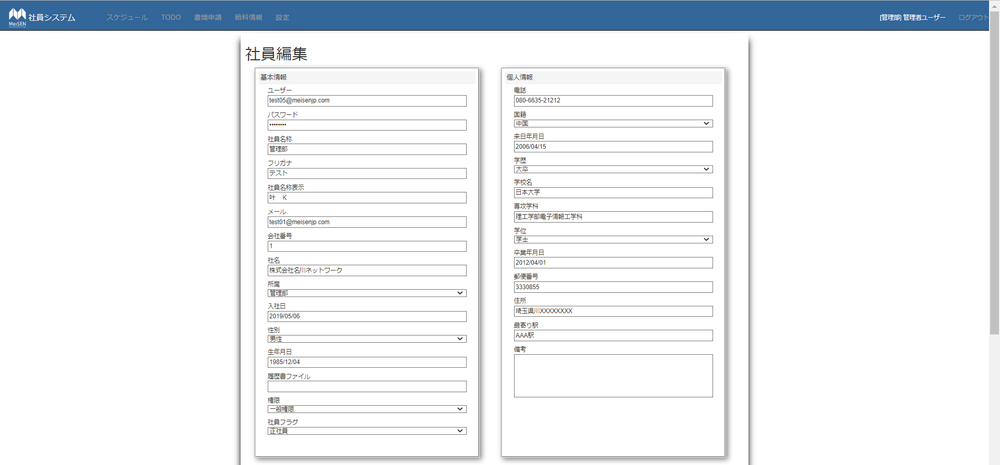 MeiSEN
社員システム
スケジュール
TODO
書類申請
給料情報
設定
[管理部] 管理者ユーザー
ログアウト
社員編集
基本情報
ユーザー
test05@meisenjp.com
パスワード
••••••••
社員名称
管理部
フリガナ
テスト
社員名称表示
叶　K
メール
test01@meisenjp.com
会社番号
1
社名
株式会社名川ネットワーク
所属
管理部
入社日
2019/05/06
性別
男性
生年月日
1985/12/04
履歴書ファイル
権限
一般権限
社員フラグ
正社員
個人情報
電話
080-6635-21212
国籍
中国
来日年月日
2006/04/15
学歴
大卒
学校名
日本大学
専攻学科
理工学部電子情報工学科
学位
学士
卒業年月日
2012/04/01
郵便番号
3330855
住所
埼玉県川XXXXXXXX
最寄り駅
AAA駅
備考